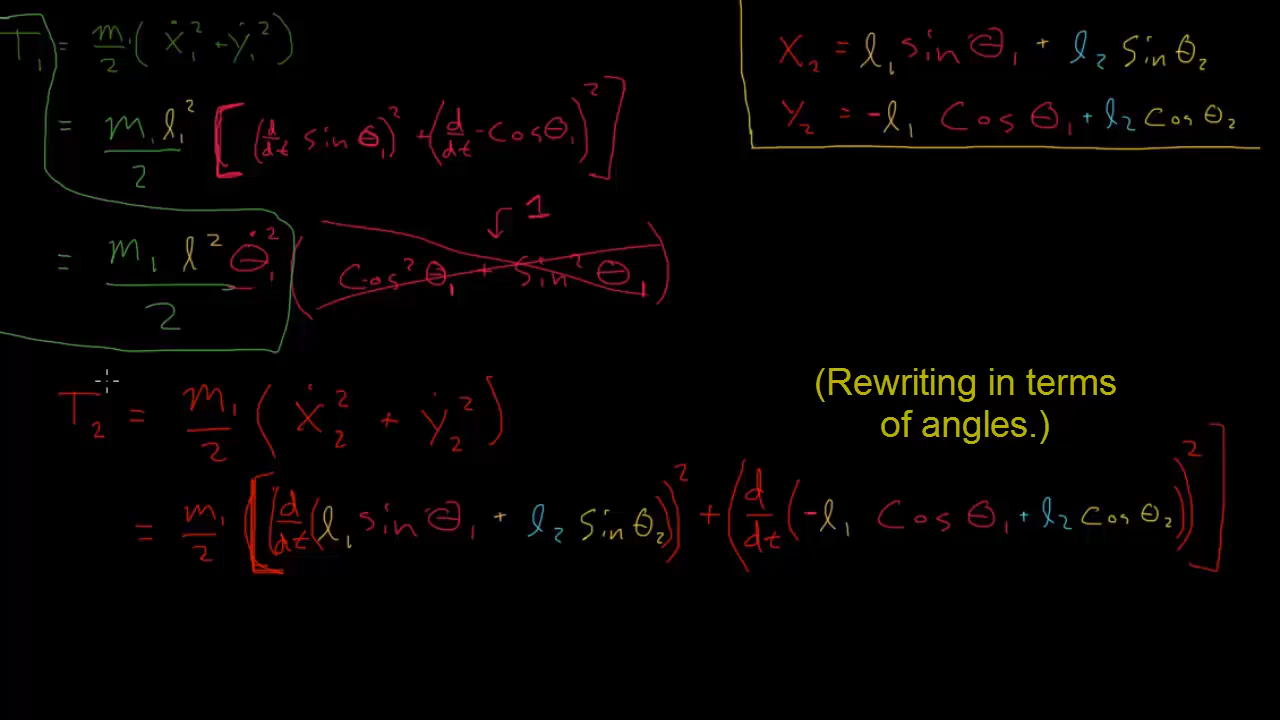 T₁ = m₁/2 (ẋ₁² + ẏ₁²)
X₂ = l₁ sin θ₁ + l₂ Sin θ₂
Y₂ = -l₁ Cos θ₁ + l₂ Cos θ₂
= m₁ l₁²/2 [(d/dt sin θ₁)² + (d/dt - Cos θ₁)²]
1
= m₁ l² θ̇₁²/2 (Cos² θ₁ + Sin² θ₁)
T₂ = m₁/2 (ẋ₂² + ẏ₂²)
(Rewriting in terms
of angles.)
= m₁/2 [(d/dt (l₁ sin θ₁ + l₂ Sin θ₂))² + (d/dt (-l₁ Cos θ₁ + l₂ Cos θ₂))²]